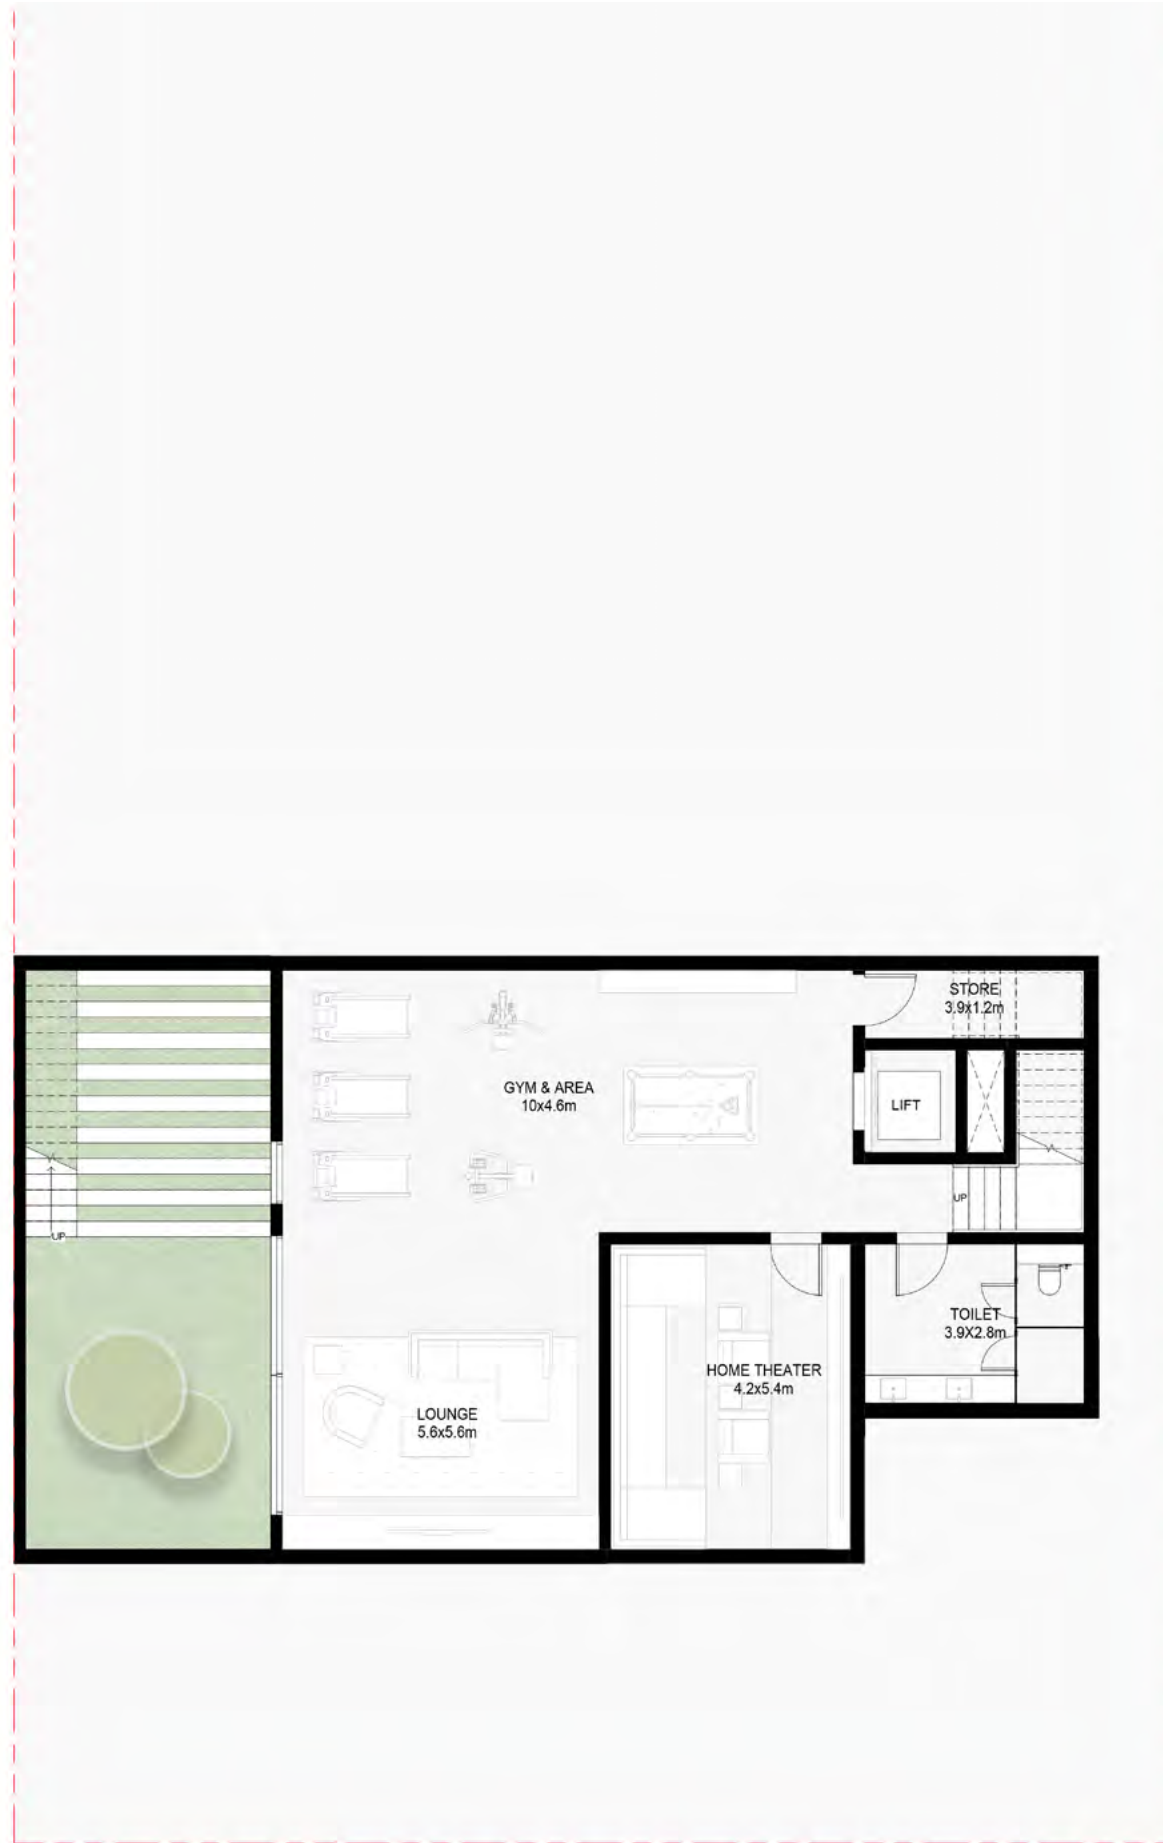 STORE
3.9x1.2m
GYM & AREA
10x4.6m
LIFT
UP
UP
TOILET
3.9X2.8m
HOME THEATER
4.2x5.4m
LOUNGE
5.6x5.6m